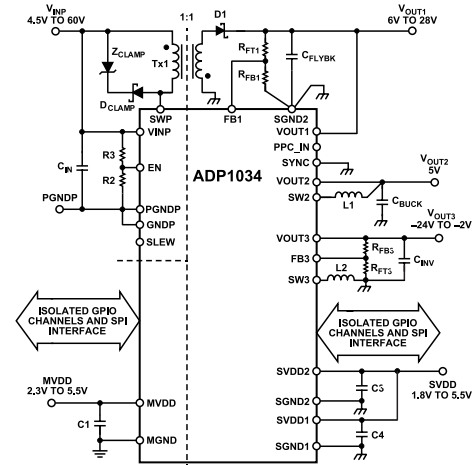 VINP
4.5V TO 60V
1:1
D1
VOUT1
6V TO 28V
ZCLAMP
Tx1
RFT1
RFB1
CFLYBK
DCLAMP
SWP
FB1
SGND2
VINP
VOUT1
PPC_IN
R3
CIN
EN
SYNC
ADP1034
R2
VOUT2
VOUT2
5V
SW2
L1
CBUCK
PGNDP
PGNDP
GNDP
SLEW
VOUT3
–24V TO –2V
VOUT3
RFB3
FB3
RFT3
CINV
L2
SW3
ISOLATED GPIO
CHANNELS AND SPI
INTERFACE
ISOLATED GPIO
CHANNELS AND SPI
INTERFACE
SVDD2
MVDD
2.3V TO 5.5V
MVDD
C3
SVDD
1.8V TO 5.5V
SGND2
C1
SVDD1
C4
MGND
SGND1